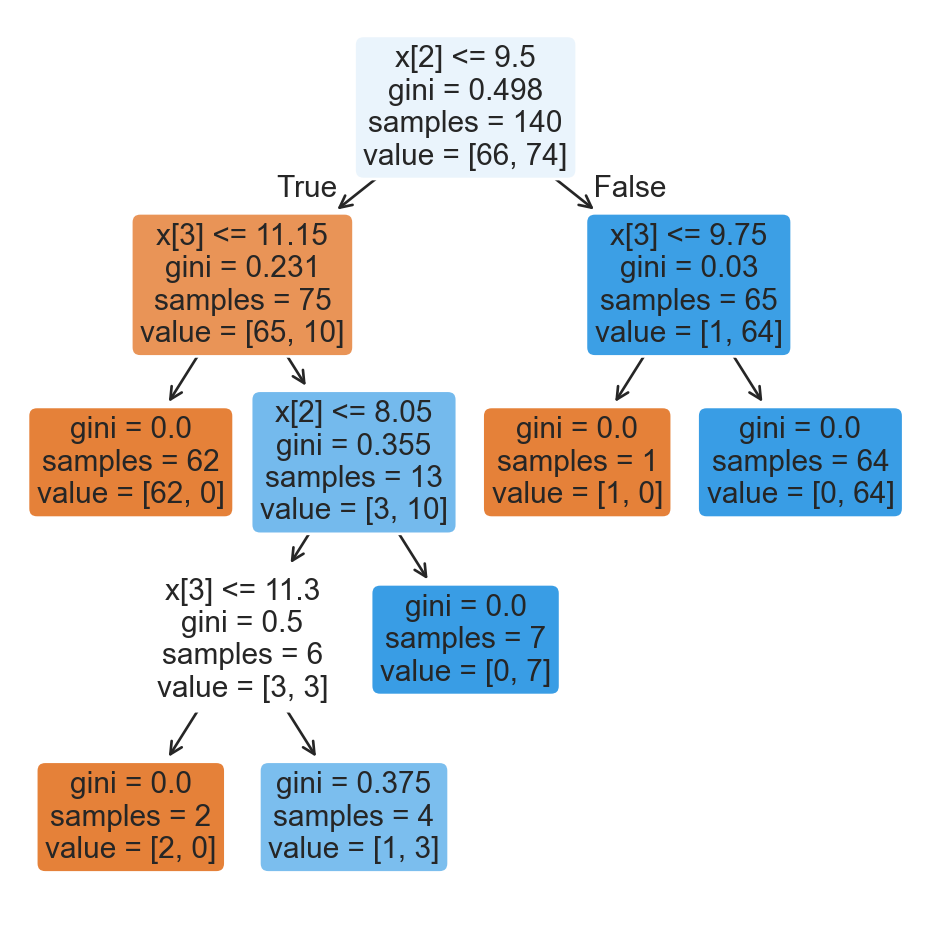 x[2] <= 9.5
gini = 0.498
samples = 140
value = [66, 74]
True
False
x[3] <= 11.15
gini = 0.231
samples = 75
value = [65, 10]
x[3] <= 9.75
gini = 0.03
samples = 65
value = [1, 64]
gini = 0.0
samples = 62
value = [62, 0]
x[2] <= 8.05
gini = 0.355
samples = 13
value = [3, 10]
gini = 0.0
samples = 1
value = [1, 0]
gini = 0.0
samples = 64
value = [0, 64]
x[3] <= 11.3
gini = 0.5
samples = 6
value = [3, 3]
gini = 0.0
samples = 7
value = [0, 7]
gini = 0.0
samples = 2
value = [2, 0]
gini = 0.375
samples = 4
value = [1, 3]